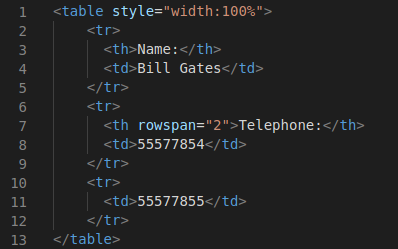 1 <table style="width:100%">
2 <tr>
3 <th>Name:</th>
4 <td>Bill Gates</td>
5 </tr>
6 <tr>
7 <th rowspan="2">Telephone:</th>
8 <td>55577854</td>
9 </tr>
10 <tr>
11 <td>55577855</td>
12 </tr>
13 </table>